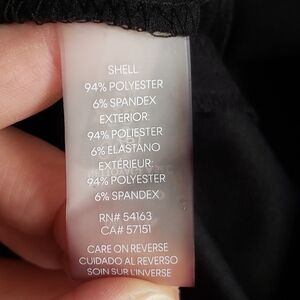 SHELL
94% POLYESTER
6% SPANDEX
EXTERIOR:
94% POLIESTER
6% ELASTANO
EXTÉRIEUR:
94% POLYESTER
6% SPANDEX
RN# 54163
CA# 57151
CARE ON REVERSE
CUIDADO AL REVERSO
SOIN SUR L'INVERSE